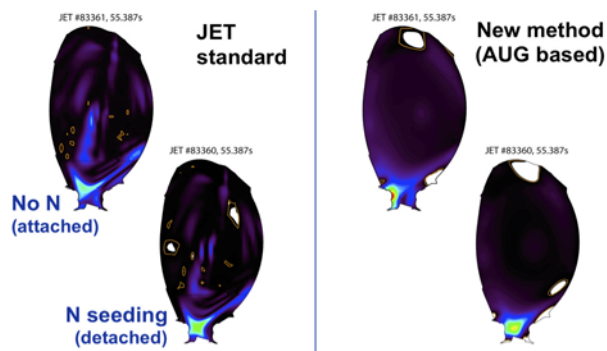 JET #83361, 55.387s
JET
standard
JET #83360, 55.387s
No N
(attached)
N seeding
(detached)
JET #83361, 55.387s
New method
(AUG based)
JET #83360, 55.387s